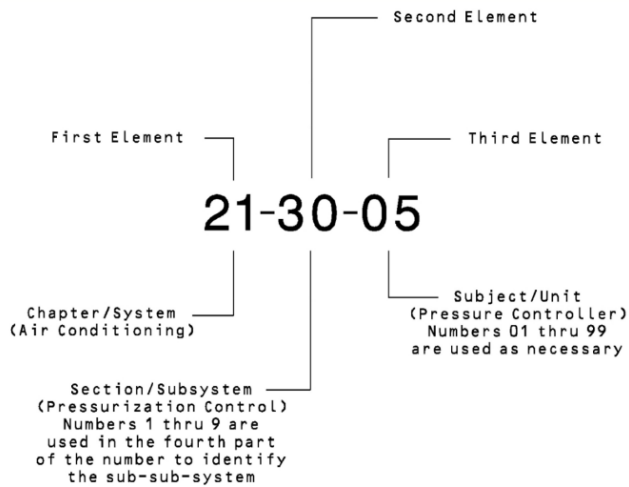 Second Element
First Element
Third Element
21-30-05
Chapter/System
(Air Conditioning)
Subject/Unit
(Pressure Controller)
Numbers 01 thru 99
are used as necessary
Section/Subsystem
(Pressurization Control)
Numbers 1 thru 9 are
used in the fourth part
of the number to identify
the sub-sub-system